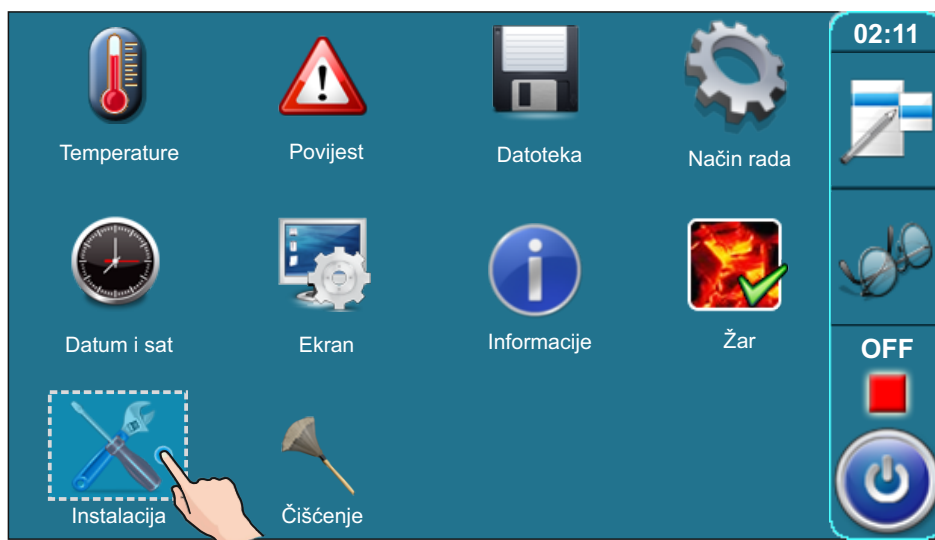 02:11
Temperature
Povijest
Datoteka
Način rada
Datum i sat
Ekran
Informacije
Žar
OFF
Instalacija
Čišćenje